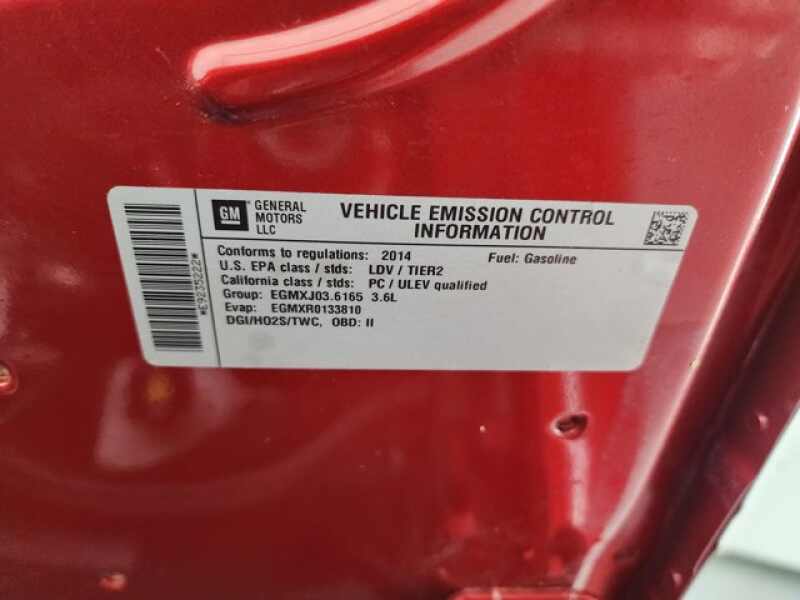 GM GENERAL MOTORS LLC
VEHICLE EMISSION CONTROL
INFORMATION
Conforms to regulations: 2014 Fuel: Gasoline
U.S. EPA class / stds: LDV / TIER2
California class / stds: PC / ULEV qualified
Group: EGMXJ03.6165 3.6L
Evap: EGMXR0133810
DGI/HO2S/TWC, OBD: II
*E9235222*